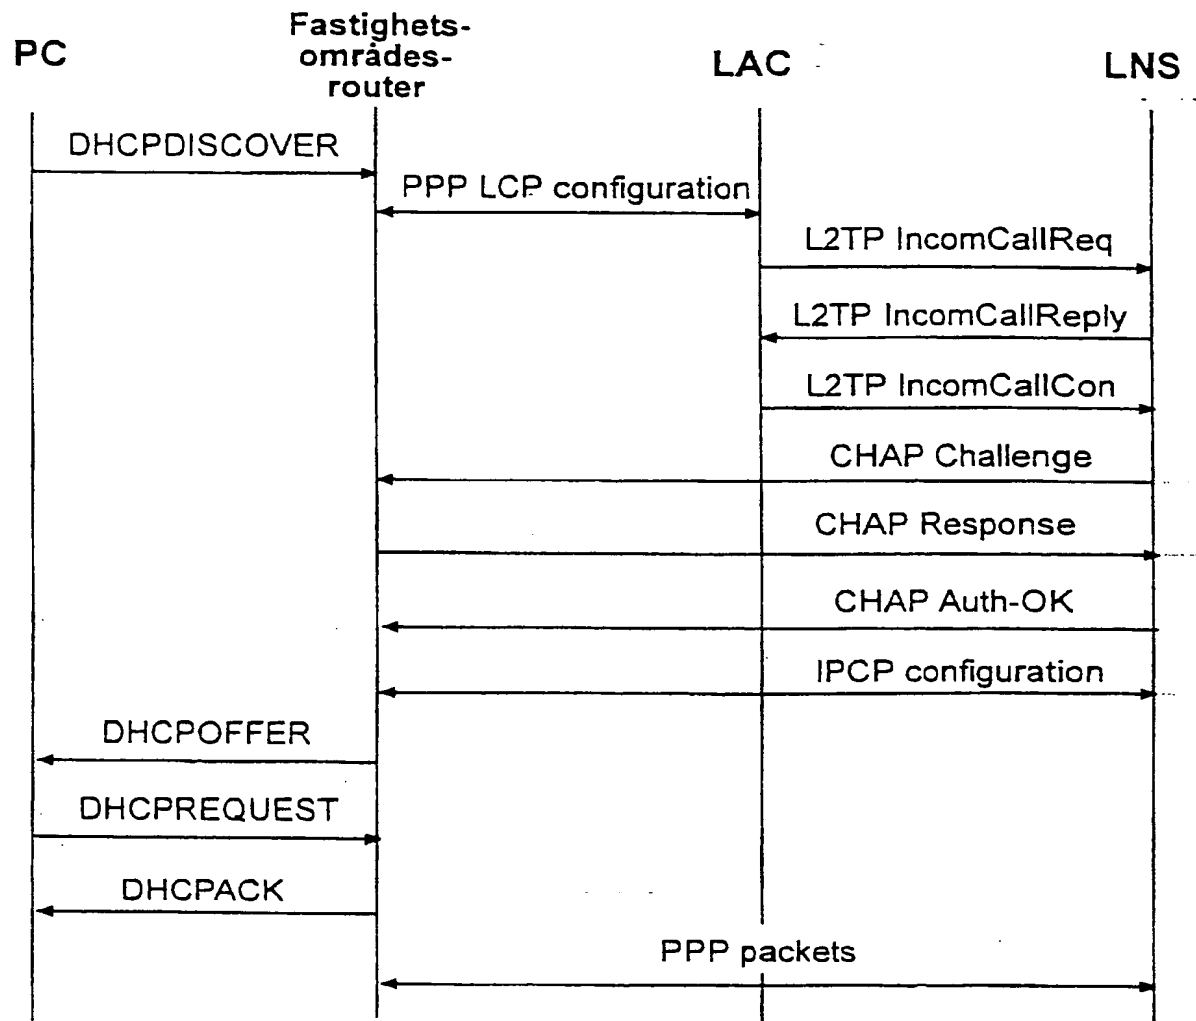 PC
Fastighets-
områdes-
router
LAC
LNS
DHCPDISCOVER
PPP LCP configuration
L2TP IncomCallReq
L2TP IncomCallReply
L2TP IncomCallCon
CHAP Challenge
CHAP Response
CHAP Auth-OK
IPCP configuration
DHCPOFFER
DHCPREQUEST
DHCPACK
PPP packets